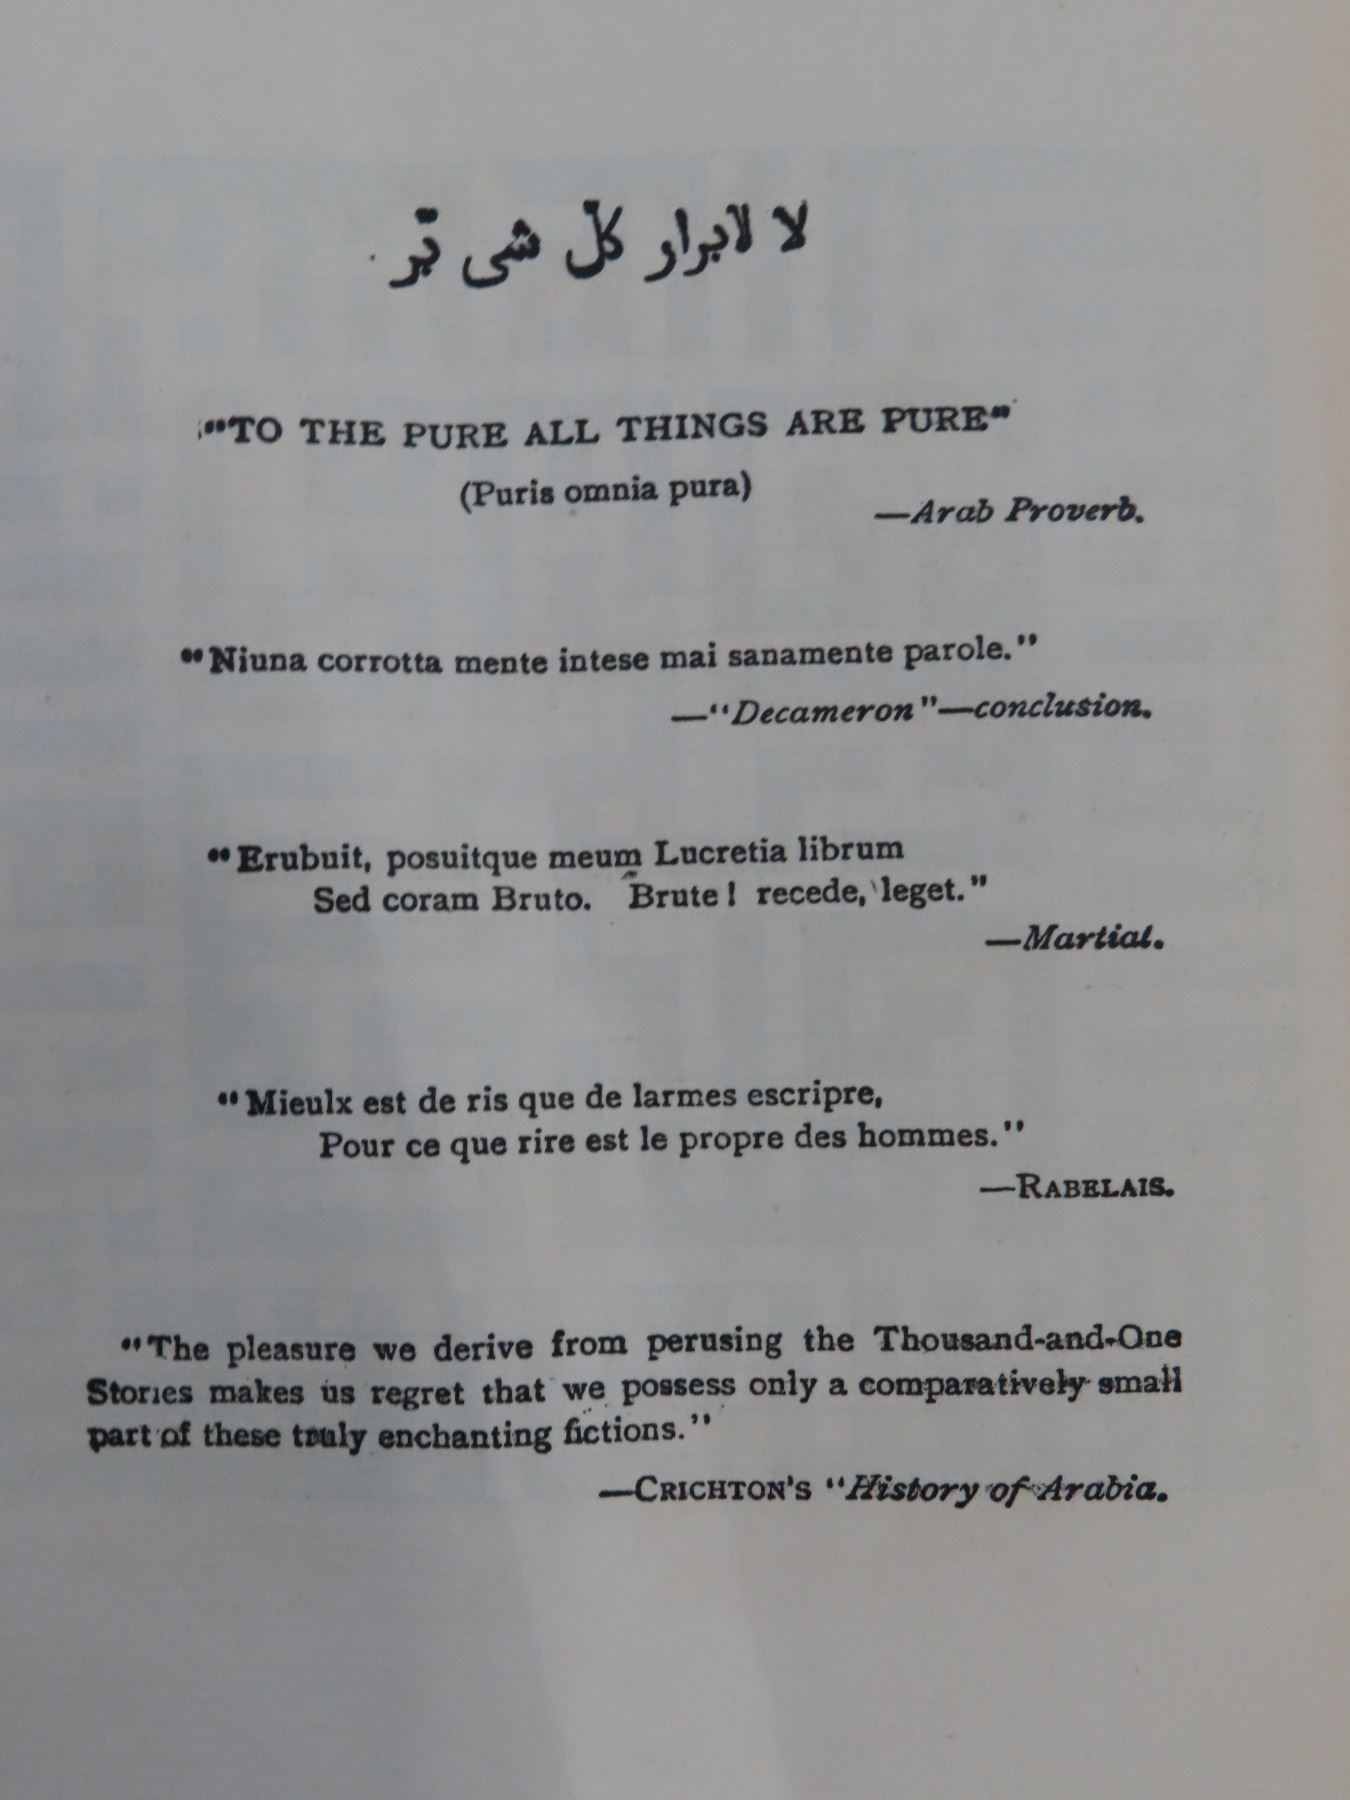 لا لابرار كلّ شى تبر
"TO THE PURE ALL THINGS ARE PURE"
(Puris omnia pura)
—Arab Proverb.
"Niuna corrotta mente intese mai sanamente parole."
—"Decameron"—conclusion.
"Erubuit, posuitque meum Lucretia librum
Sed coram Bruto. Brute! recede, leget."
—Martial.
"Mieulx est de ris que de larmes escripre,
Pour ce que rire est le propre des hommes."
—RABELAIS.
"The pleasure we derive from perusing the Thousand-and-One
Stories makes us regret that we possess only a comparatively small
part of these truly enchanting fictions."
—CRICHTON'S "History of Arabia.